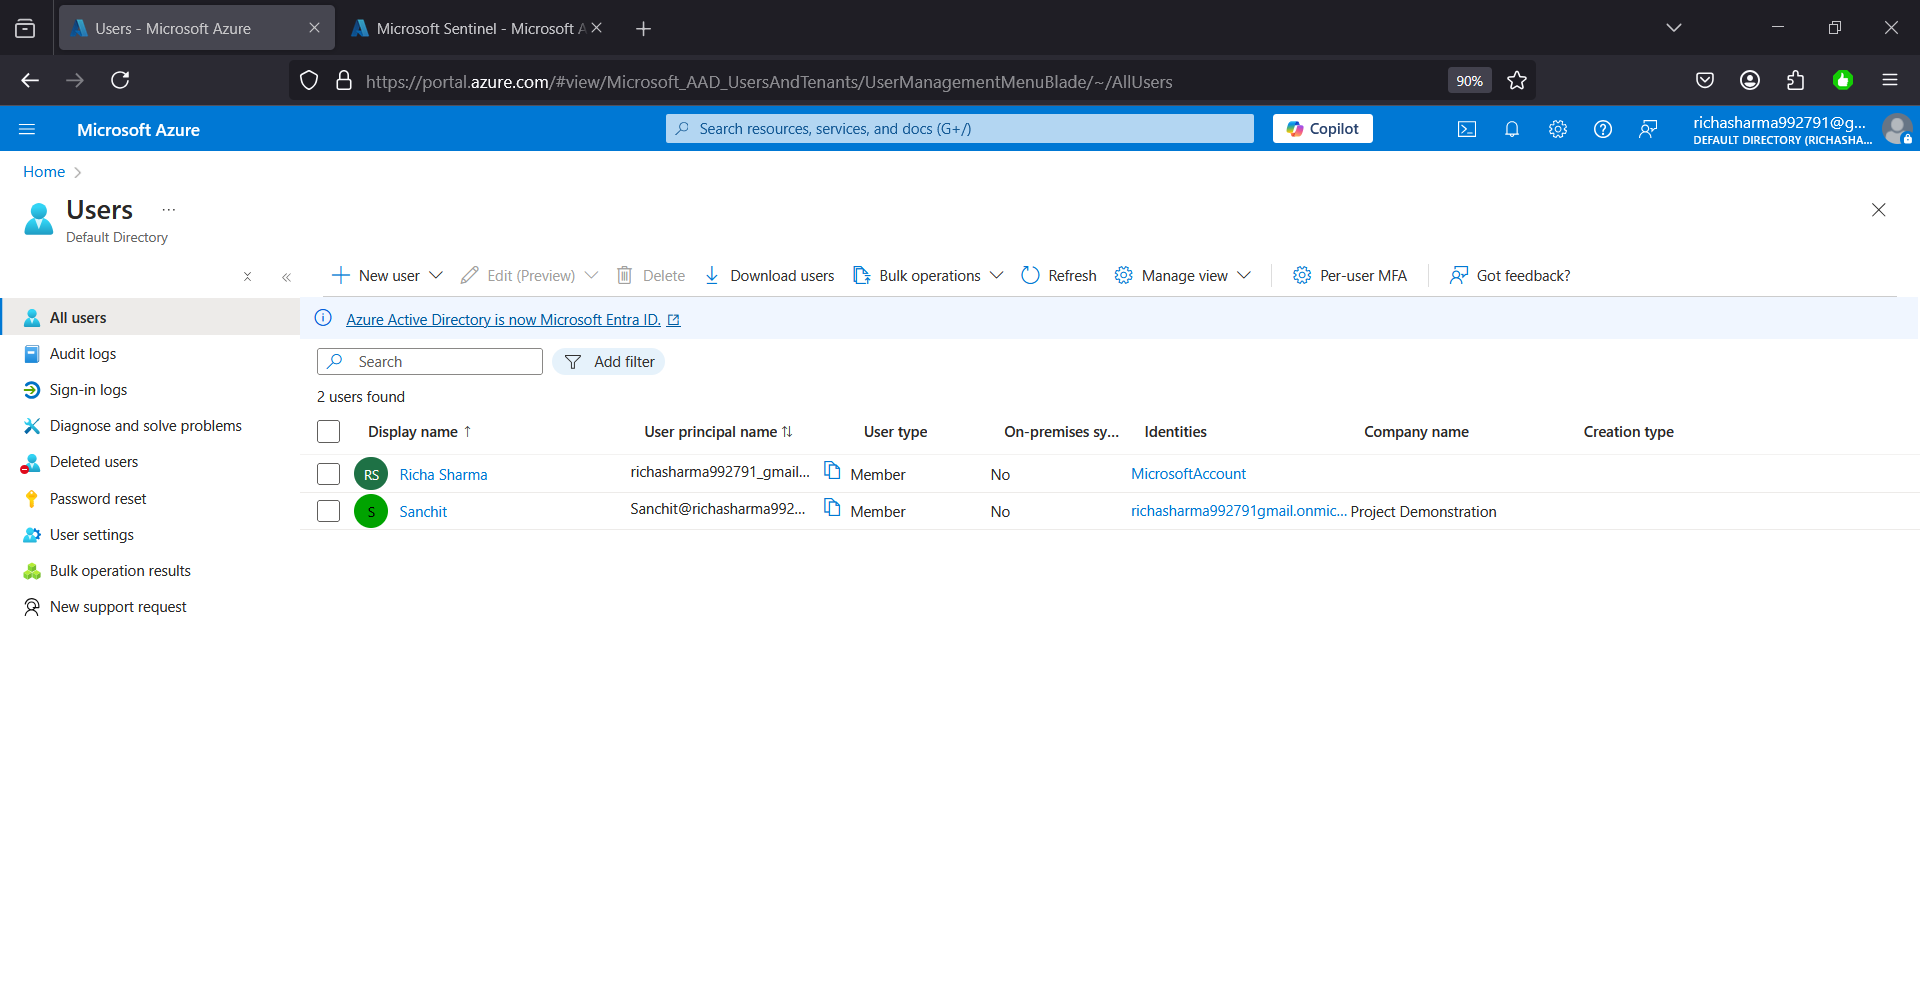 Users - Microsoft Azure
Microsoft Sentinel - Microsoft A
https://portal.azure.com/#view/Microsoft_AAD_UsersAndTenants/UserManagementMenuBlade/~/AllUsers
90%
Microsoft Azure
Search resources, services, and docs (G+/)
Copilot
richasharma992791@g...
DEFAULT DIRECTORY (RICHASHA...
Home
Users
...
Default Directory
New user
Edit (Preview)
Delete
Download users
Bulk operations
Refresh
Manage view
Per-user MFA
Got feedback?
All users
Audit logs
Sign-in logs
Diagnose and solve problems
Deleted users
Password reset
User settings
Bulk operation results
New support request
Azure Active Directory is now Microsoft Entra ID.
Search
Add filter
2 users found
Display name ↑ User principal name ↑↓ User type On-premises sy... Identities Company name Creation type
RS Richa Sharma richasharma992791_gmail... Member No MicrosoftAccount
S Sanchit Sanchit@richasharma992... Member No richasharma992791gmail.onmic... Project Demonstration